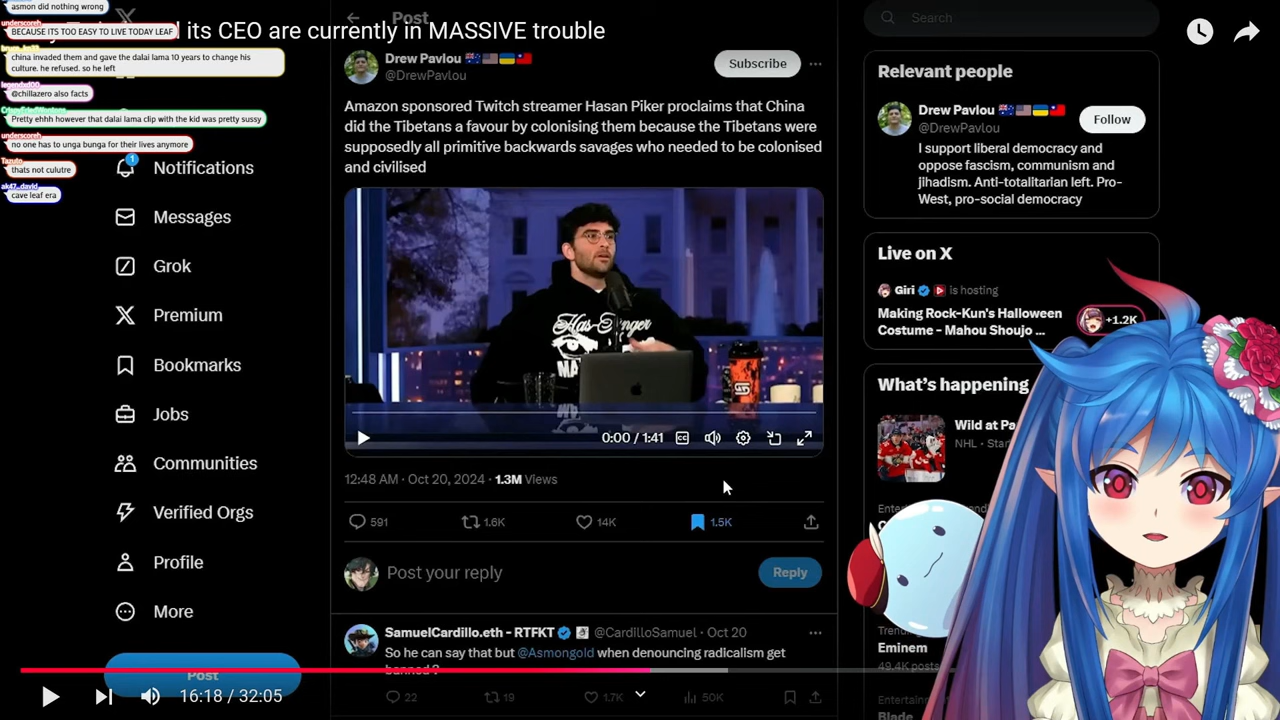 asmon did nothing wrong
underscoreh
BECAUSE ITS TOO EASY TO LIVE TODAY LEAF
china invaded them and gave the dalai lama 10 years to change his
culture. he refused. so he left
@chillazero also facts
Pretty ehhh however that dalai lama clip with the kid was pretty sussy
underscoreh
no one has to unga bunga for their lives anymore
Tazuto
thats not culutre
ak47_david
cave leaf era
its CEO are currently in MASSIVE trouble
Notifications
1
Messages
Grok
Premium
Bookmarks
Jobs
Communities
Verified Orgs
Profile
More
Post
Post
Drew Pavlou
@DrewPavlou
Subscribe
Amazon sponsored Twitch streamer Hasan Piker proclaims that China
did the Tibetans a favour by colonising them because the Tibetans were
supposedly all primitive backwards savages who needed to be colonised
and civilised
0:00 / 1:41
12:48 AM · Oct 20, 2024 · 1.3M Views
591
1.6K
14K
1.5K
Post your reply
Reply
SamuelCardillo.eth - RTFKT
@CardilloSamuel · Oct 20
So he can say that but @Asmongold when denouncing radicalism get
banned ?
22
19
1.7K
50K
16:18 / 32:05
Search
Relevant people
Drew Pavlou
@DrewPavlou
Follow
I support liberal democracy and
oppose fascism, communism and
jihadism. Anti-totalitarian left. Pro-
West, pro-social democracy
Live on X
Giri
is hosting
Making Rock-Kun's Halloween
Costume - Mahou Shoujo ...
+1.2K
What's happening
Wild at Pa
NHL
Eminem
49.4K posts
Blade